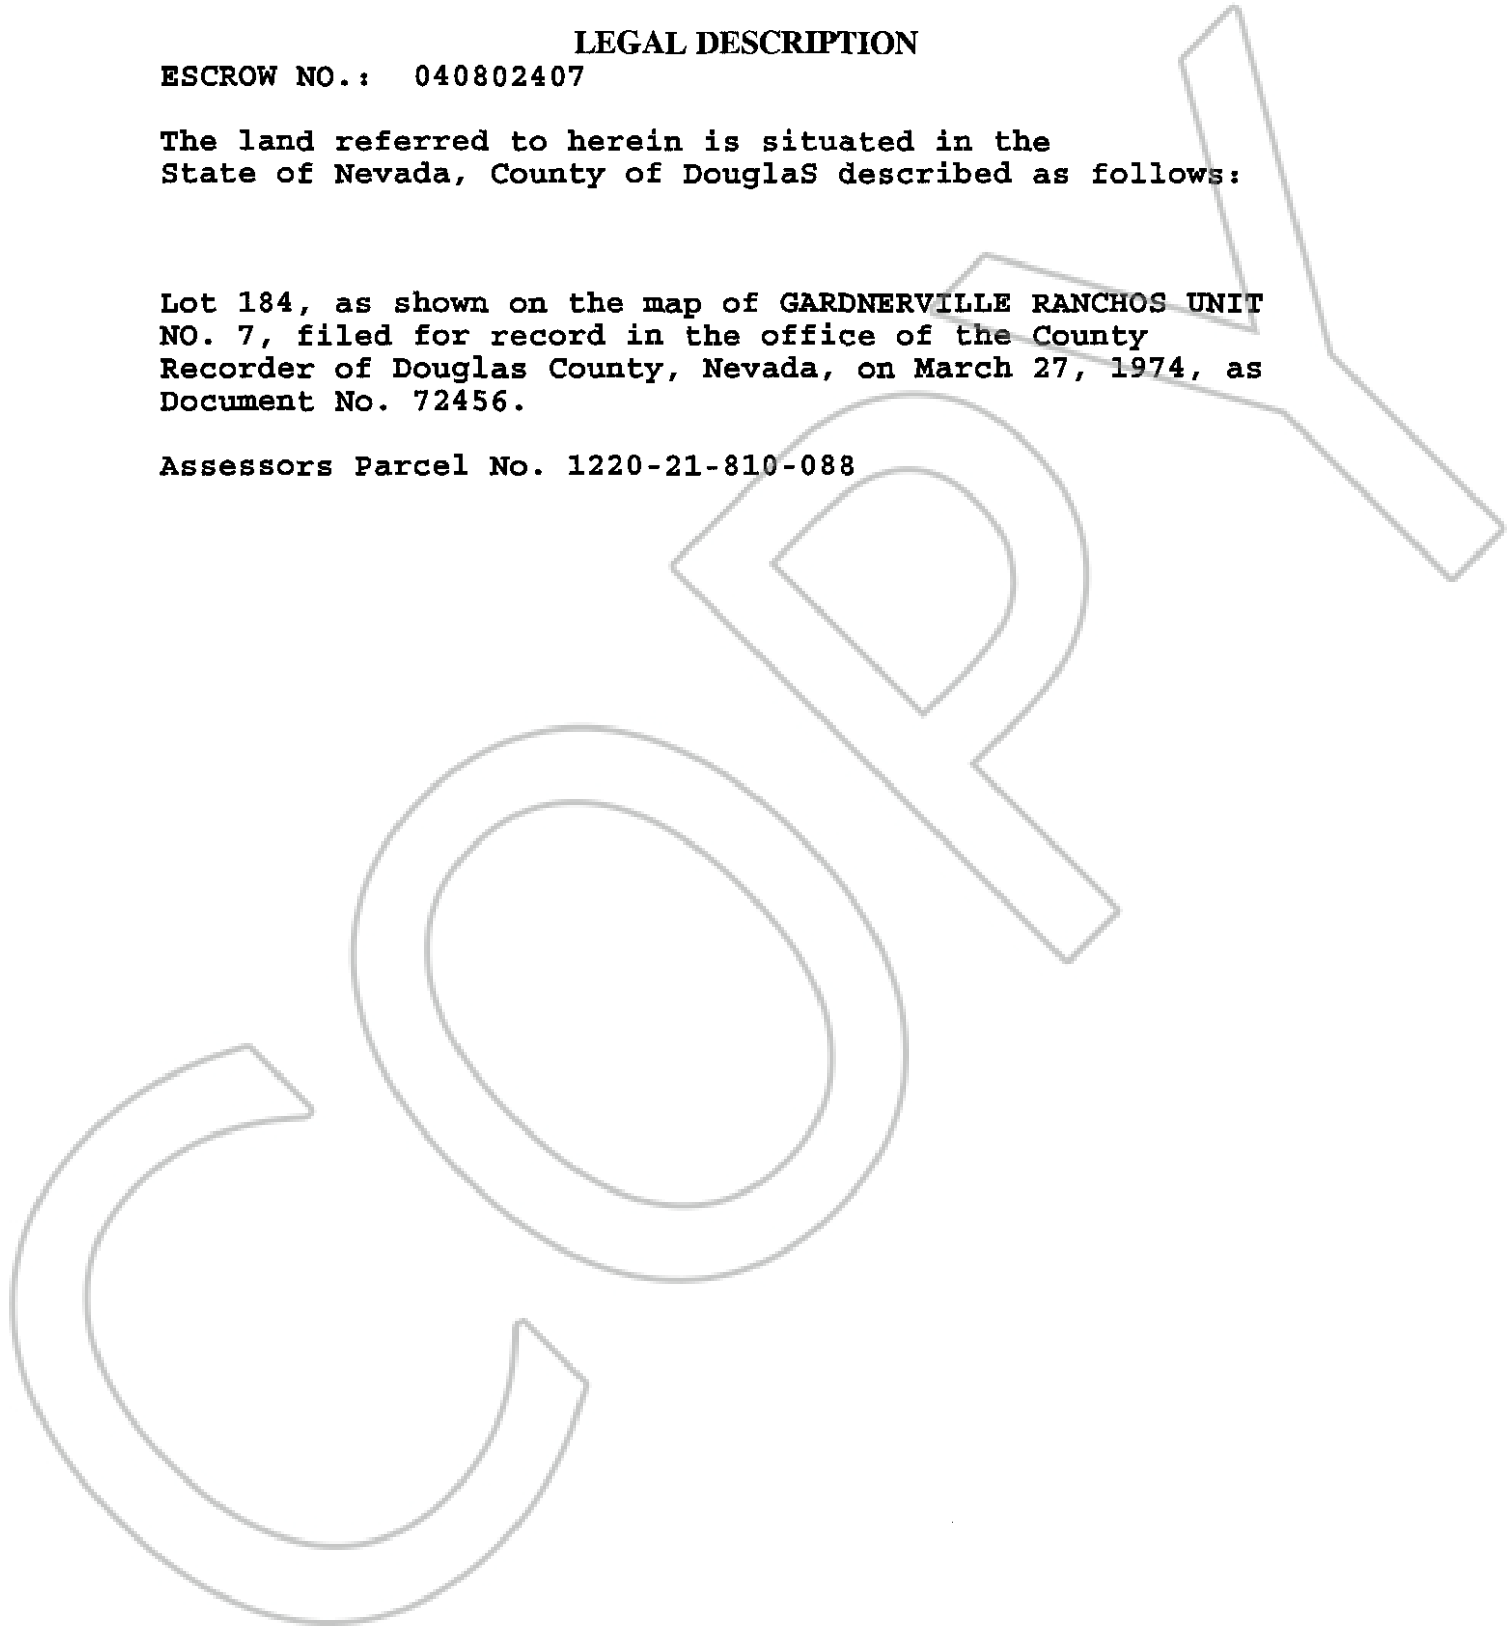 LEGAL DESCRIPTION
ESCROW NO.: 040802407
The land referred to herein is situated in the
State of Nevada, County of DouglaS described as follows:
Lot 184, as shown on the map of GARDNERVILLE RANCHOS UNIT
NO. 7, filed for record in the office of the County
Recorder of Douglas County, Nevada, on March 27, 1974, as
Document No. 72456.
Assessors Parcel No. 1220-21-810-088
COPY